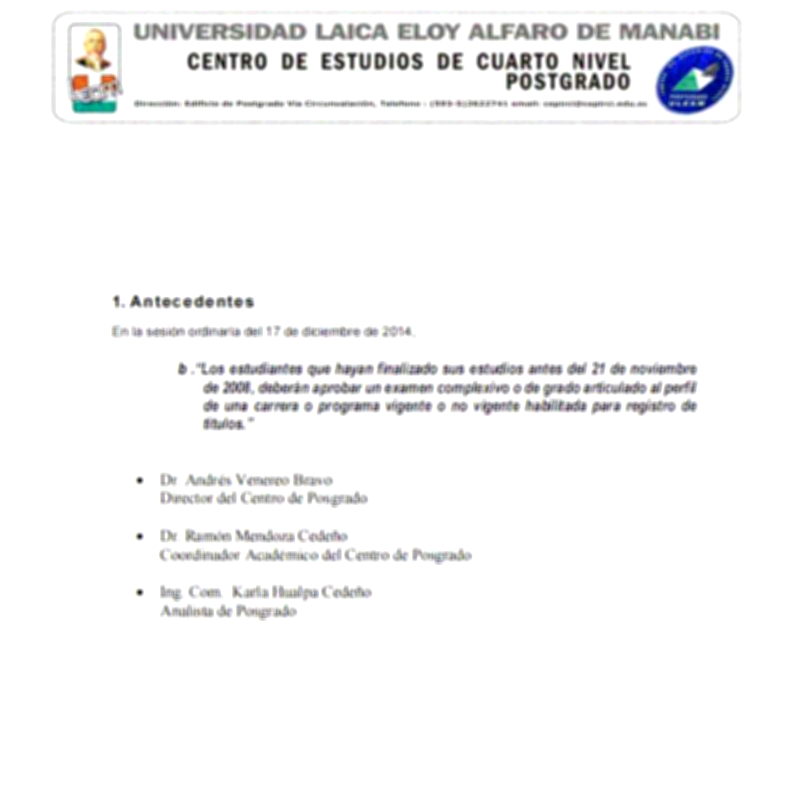 UNIVERSIDAD LAICA ELOY ALFARO DE MANABI
CENTRO DE ESTUDIOS DE CUARTO NIVEL
POSTGRADO
Dirección: Edificio de Postgrado Vía Circunvalación, Teléfono :
1. Antecedentes
En la sesión ordinaria del 17 de diciembre de 2014.
b ."Los estudiantes que hayan finalizado sus estudios antes del 21 de noviembre
de 2008, deberán aprobar un examen complexivo o de grado articulado al perfil
de una carrera o programa vigente o no vigente habilitada para registro de
títulos."
• Dr. Andrés Venereo Bravo
Director del Centro de Posgrado
• Dr. Ramón Mendoza Cedeño
Coordinador Académico del Centro de Posgrado
• Ing. Com. Karla Hualpa Cedeño
Analista de Posgrado